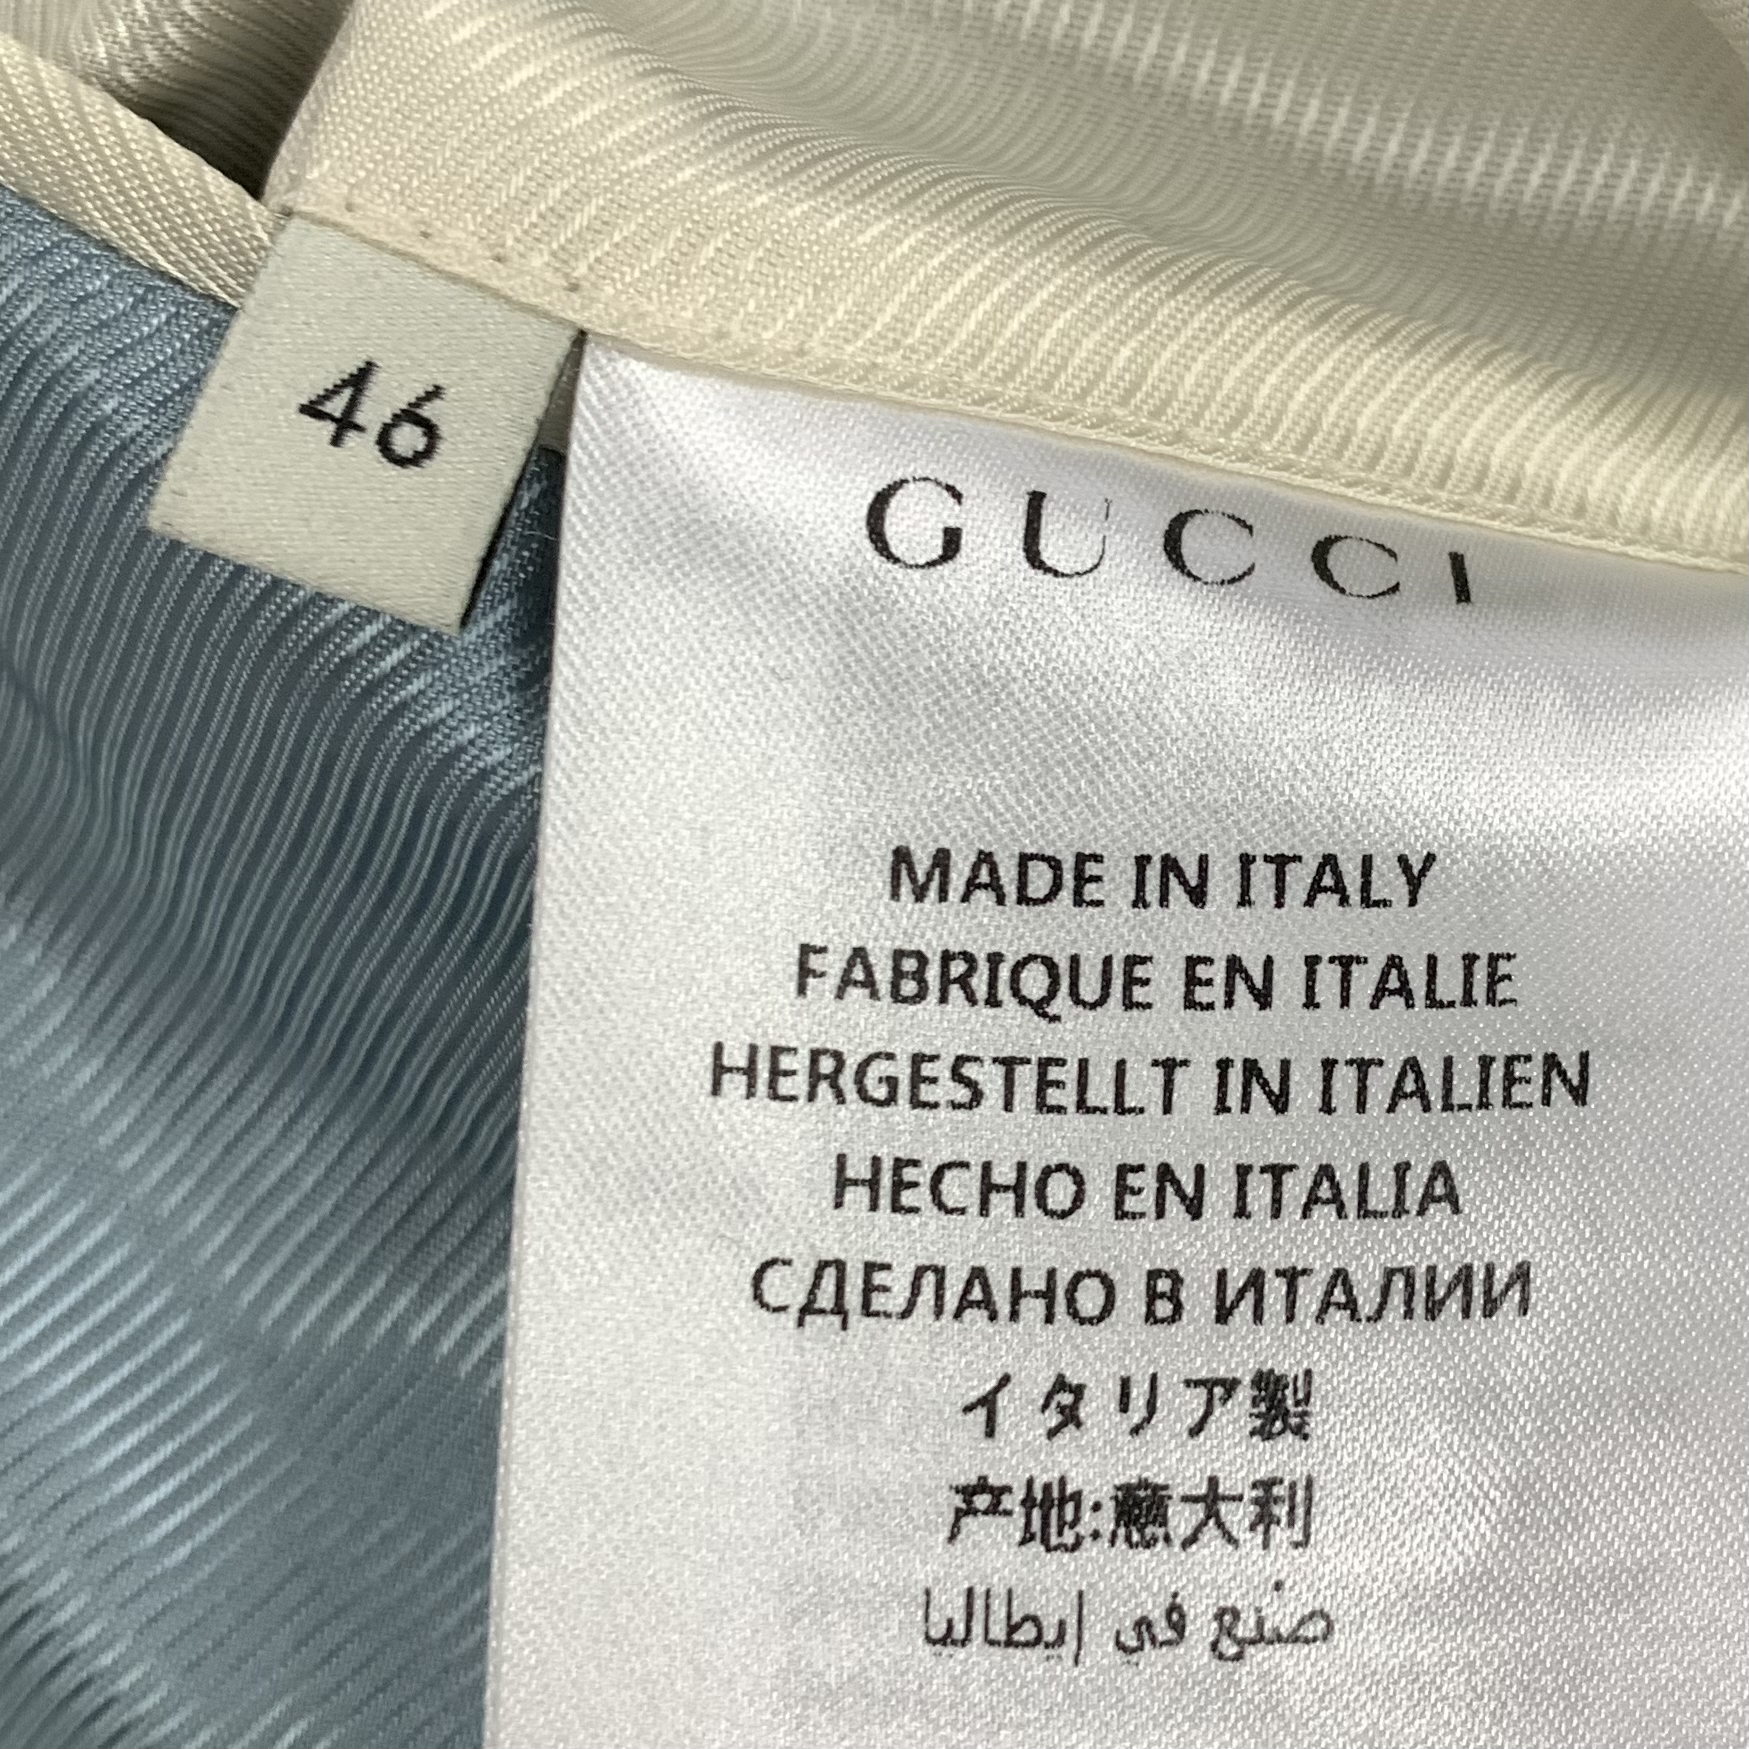 46
GUCCI
MADE IN ITALY
FABRIQUE EN ITALIE
HERGESTELLT IN ITALIEN
HECHO EN ITALIA
СДЕЛАНО В ИТАЛИИ
イタリア製
产地:意大利
صنع في إيطاليا